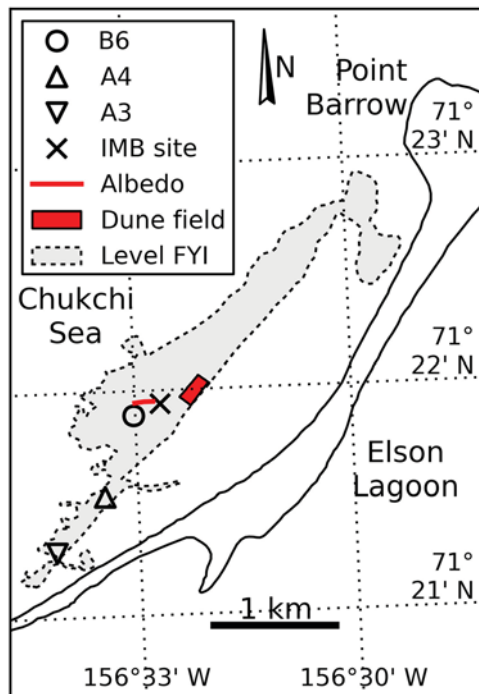 B6
A4
A3
IMB site
Albedo
Dune field
Level FYI
N
Point
Barrow
71°
23' N
Chukchi
Sea
71°
22' N
Elson
Lagoon
71°
21' N
1 km
156°33' W
156°30' W